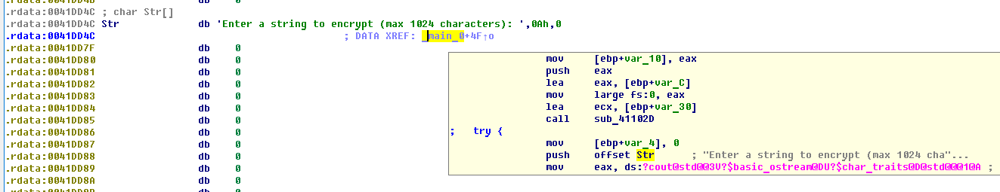 .rdata:0041DD4B db 0
.rdata:0041DD4C ; char Str[]
.rdata:0041DD4C Str db 'Enter a string to encrypt (max 1024 characters): ',0Ah,0
.rdata:0041DD4C ; DATA XREF: _main_0+4F↑o
.rdata:0041DD7F db 0
.rdata:0041DD80 db 0
.rdata:0041DD81 db 0
.rdata:0041DD82 db 0
.rdata:0041DD83 db 0
.rdata:0041DD84 db 0
.rdata:0041DD85 db 0
.rdata:0041DD86 db 0
.rdata:0041DD87 db 0
.rdata:0041DD88 db 0
.rdata:0041DD89 db 0
.rdata:0041DD8A db 0
mov [ebp+var_10], eax
push eax
lea eax, [ebp+var_C]
mov large fs:0, eax
lea ecx, [ebp+var_30]
call sub_41102D
; try {
mov [ebp+var_4], 0
push offset Str ; "Enter a string to encrypt (max 1024 cha"...
mov eax, ds:?cout@std@@3V?$basic_ostream@DU?$char_traits@D@std@@@1@A ;